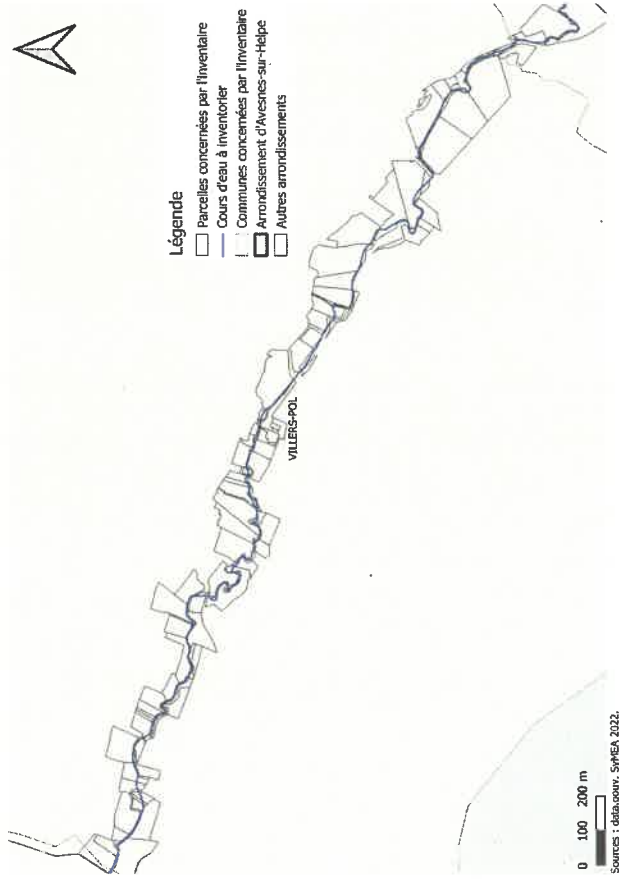 Légende
Parcelles concernées par l'inventaire
Cours d'eau à inventorier
Communes concernées par l'inventaire
Arrondissement d'Avesnes-sur-Helpe
Autres arrondissements
VILLERS-POL
0 100 200 m
Sources : data.gouv, SyMEA 2022.